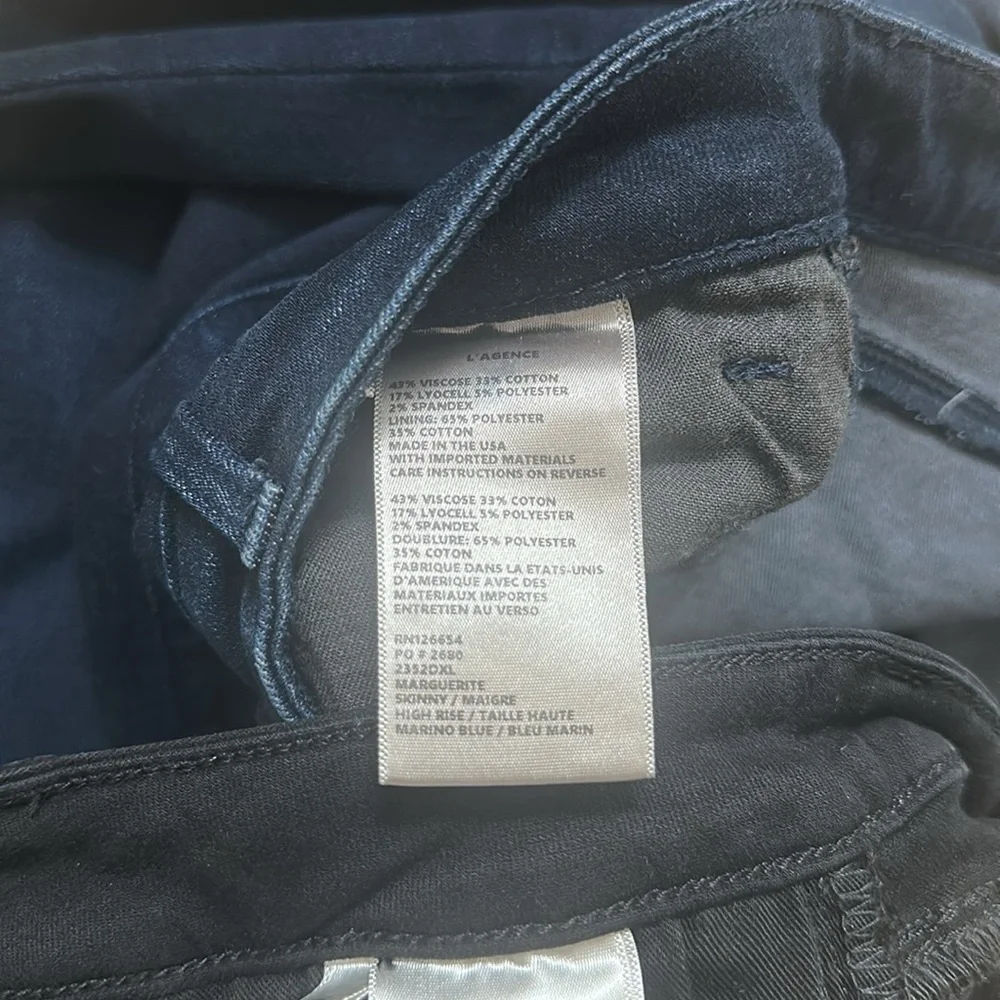 L'AGENCE
43% VISCOSE 33% COTTON
17% LYOCELL 5% POLYESTER
2% SPANDEX
LINING: 65% POLYESTER
35% COTTON
MADE IN THE USA
WITH IMPORTED MATERIALS
CARE INSTRUCTIONS ON REVERSE
43% VISCOSE 33% COTON
17% LYOCELL 5% POLYESTER
2% SPANDEX
DOUBLURE: 65% POLYESTER
35% COTON
FABRIQUE DANS LA ETATS-UNIS
D'AMERIQUE AVEC DES
MATERIAUX IMPORTES
ENTRETIEN AU VERSO
RN126654
PO # 2680
2352DXL
MARGUERITE
SKINNY / MAIGRE
HIGH RISE / TAILLE HAUTE
MARINO BLUE / BLEU MARIN